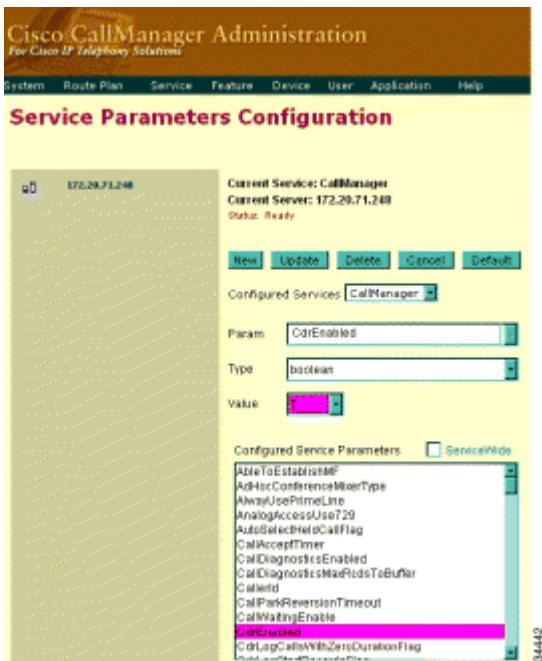 Cisco CallManager Administration
For Cisco IP Telephony Solutions
System Route Plan Service Feature Device User Application Help
Service Parameters Configuration
172.20.71.248
Current Service: CallManager
Current Server: 172.20.71.248
Status: Ready
New Update Delete Cancel Default
Configured Services CallManager
Param CdrEnabled
Type boolean
Value T
Configured Service Parameters ServiceWide
AbleToEstablishMF
AdHocConferenceMixerType
AlwayUsePrimeLine
AnalogAccessUse729
AutoSelectHeldCallFlag
CallAcceptTimer
CallDiagnosticsEnabled
CallDiagnosticsMaxRcdsToBuffer
CallerId
CallParkReversionTimeout
CallWaitingEnable
CdrEnabled
CdrLogCallsWithZeroDurationFlag
34442